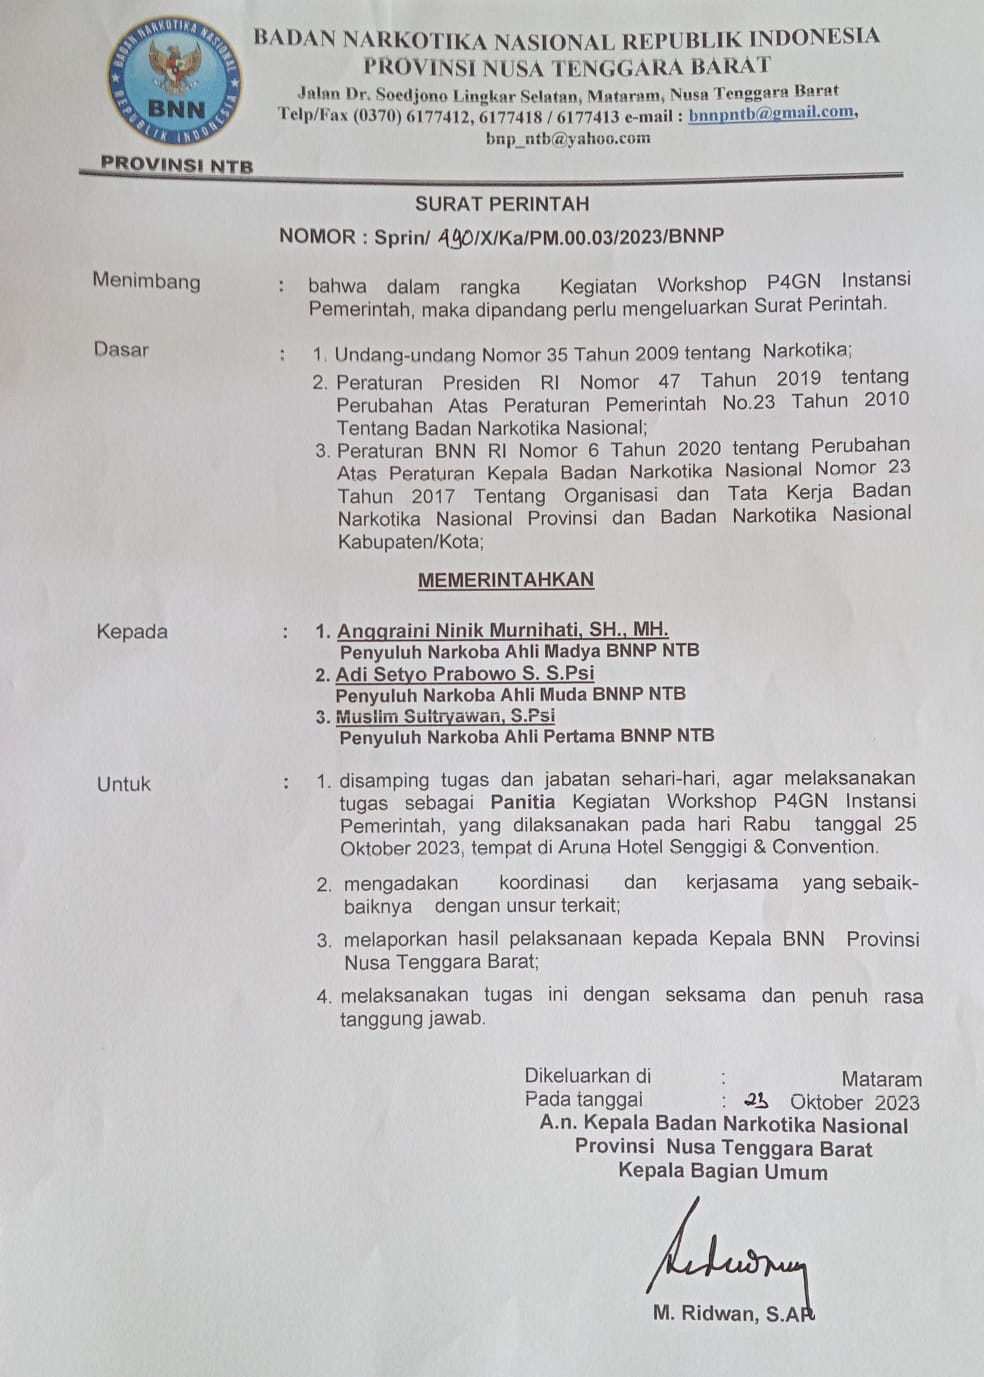 BADAN NARKOTIKA NASIONAL
REPUBLIK INDONESIA
BNN
PROVINSI NTB
BADAN NARKOTIKA NASIONAL REPUBLIK INDONESIA
PROVINSI NUSA TENGGARA BARAT
Jalan Dr. Soedjono Lingkar Selatan, Mataram, Nusa Tenggara Barat
Telp/Fax (0370) 6177412, 6177418 / 6177413 e-mail : bnnpntb@gmail.com,
bnp_ntb@yahoo.com
SURAT PERINTAH
NOMOR : Sprin/ /X/Ka/PM.00.03/2023/BNNP
Menimbang : bahwa dalam rangka Kegiatan Workshop P4GN Instansi
Pemerintah, maka dipandang perlu mengeluarkan Surat Perintah.
Dasar : 1. Undang-undang Nomor 35 Tahun 2009 tentang Narkotika;
2. Peraturan Presiden RI Nomor 47 Tahun 2019 tentang
Perubahan Atas Peraturan Pemerintah No.23 Tahun 2010
Tentang Badan Narkotika Nasional;
3. Peraturan BNN RI Nomor 6 Tahun 2020 tentang Perubahan
Atas Peraturan Kepala Badan Narkotika Nasional Nomor 23
Tahun 2017 Tentang Organisasi dan Tata Kerja Badan
Narkotika Nasional Provinsi dan Badan Narkotika Nasional
Kabupaten/Kota;
MEMERINTAHKAN
Kepada : 1. Anggraini Ninik Murnihati, SH., MH.
Penyuluh Narkoba Ahli Madya BNNP NTB
2. Adi Setyo Prabowo S. S.Psi
Penyuluh Narkoba Ahli Muda BNNP NTB
3. Muslim Sultryawan, S.Psi
Penyuluh Narkoba Ahli Pertama BNNP NTB
Untuk : 1. disamping tugas dan jabatan sehari-hari, agar melaksanakan
tugas sebagai Panitia Kegiatan Workshop P4GN Instansi
Pemerintah, yang dilaksanakan pada hari Rabu tanggal 25
Oktober 2023, tempat di Aruna Hotel Senggigi & Convention.
2. mengadakan koordinasi dan kerjasama yang sebaik-
baiknya dengan unsur terkait;
3. melaporkan hasil pelaksanaan kepada Kepala BNN Provinsi
Nusa Tenggara Barat;
4. melaksanakan tugas ini dengan seksama dan penuh rasa
tanggung jawab.
Dikeluarkan di : Mataram
Pada tanggal : 23 Oktober 2023
A.n. Kepala Badan Narkotika Nasional
Provinsi Nusa Tenggara Barat
Kepala Bagian Umum
M. Ridwan, S.AP